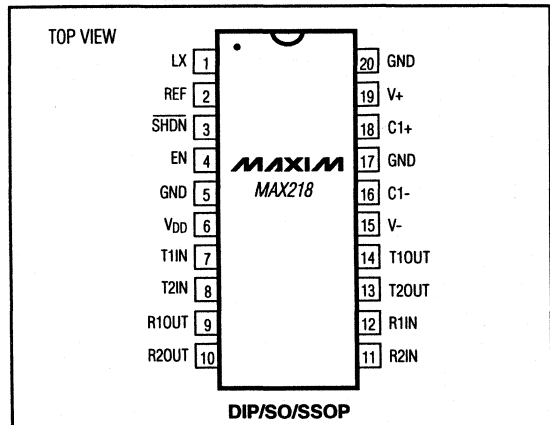 TOP VIEW
LX 1
REF 2
SHDN 3
EN 4
GND 5
VDD 6
T1IN 7
T2IN 8
R1OUT 9
R2OUT 10
MAXIM
MAX218
20 GND
19 V+
18 C1+
17 GND
16 C1-
15 V-
14 T1OUT
13 T2OUT
12 R1IN
11 R2IN
DIP/SO/SSOP